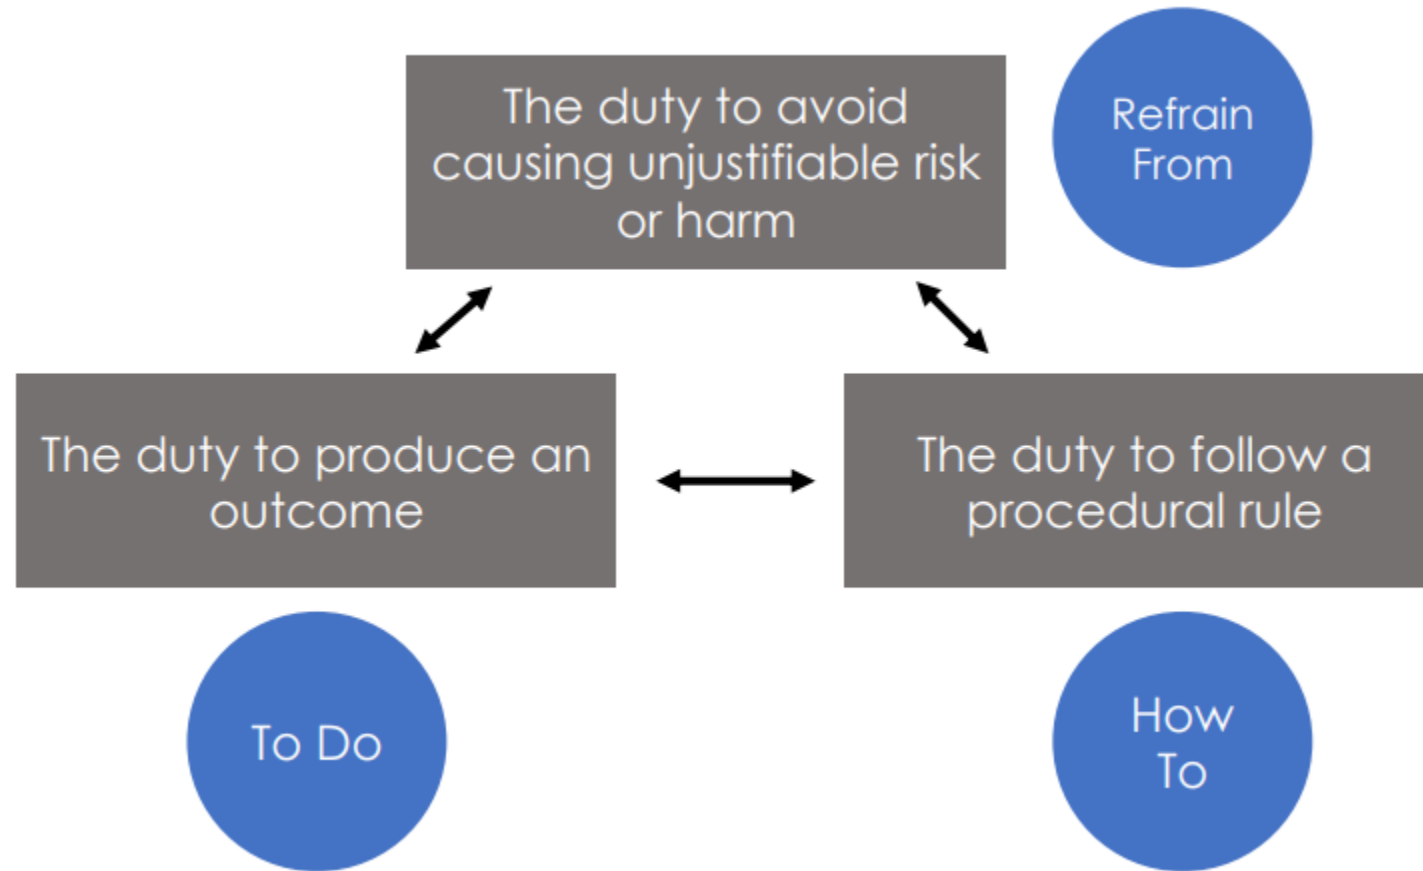 The duty to avoid
causing unjustifiable risk
or harm
Refrain
From
The duty to produce an
outcome
The duty to follow a
procedural rule
To Do
How
To